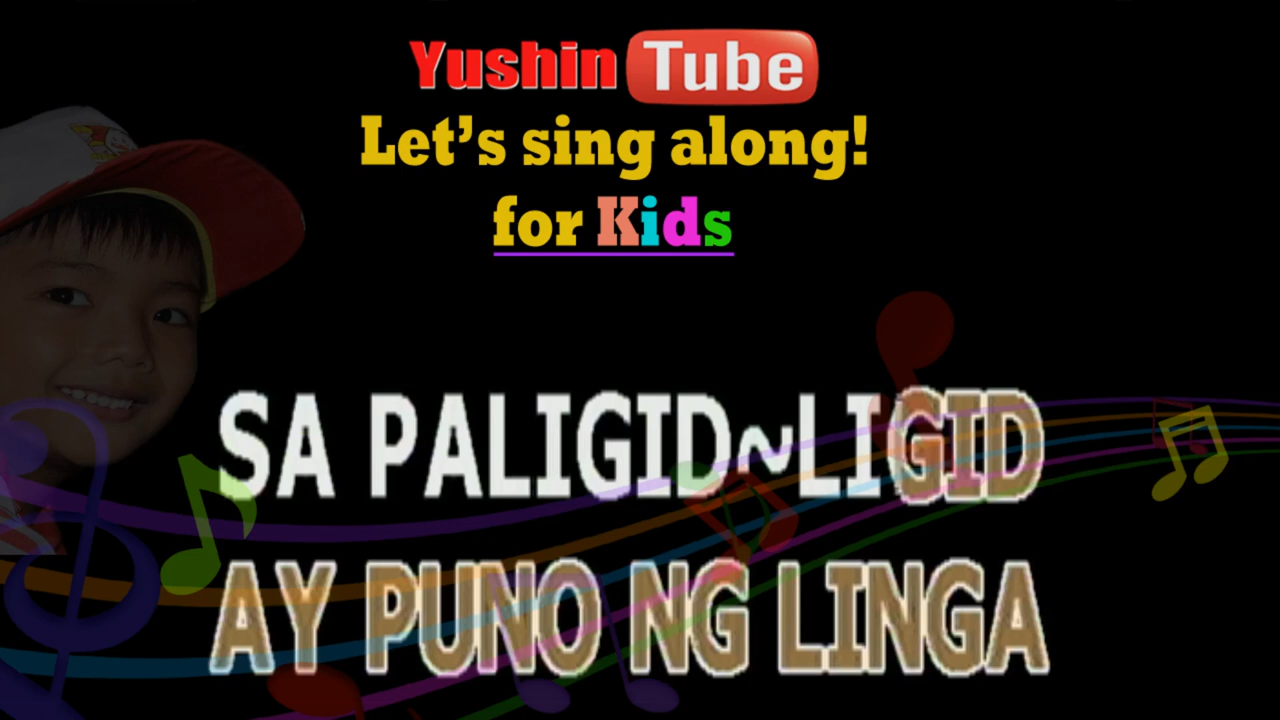 Yushin Tube
Let's sing along!
for Kids
SA PALIGID~LIGID
AY PUNO NG LINGA